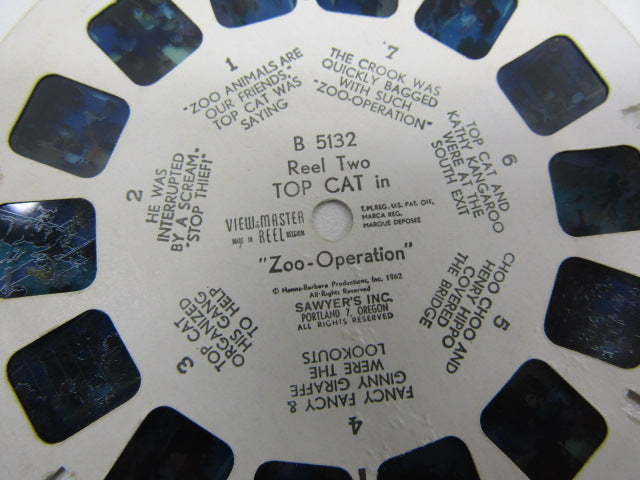 B 5132
Reel Two
TOP CAT in
VIEW-MASTER
MADE IN REEL BELGIUM
T.M. REG. U.S. PAT. OFF.
MARCA REG.
MARQUE DEPOSEE
"Zoo-Operation"
© Hanna-Barbera Productions, Inc. 1962
All Rights Reserved
SAWYER'S INC.
PORTLAND 7, OREGON
ALL RIGHTS RESERVED
1
"ZOO ANIMALS ARE
OUR FRIENDS,"
TOP CAT WAS
SAYING
2
HE WAS
INTERRUPTED
BY A SCREAM.
"STOP THIEF!"
3
TOP CAT
ORGANIZED
HIS GANG
TO HELP.
4
FANCY FANCY &
GINNY GIRAFFE
WERE THE
LOOKOUTS
5
CHOO CHOO AND
HENRY HIPPO
COVERED
THE BRIDGE
6
TOP CAT AND
KATHY KANGAROO
WERE AT THE
SOUTH EXIT
7
THE CROOK WAS
QUICKLY BAGGED
WITH SUCH
"ZOO-OPERATION"